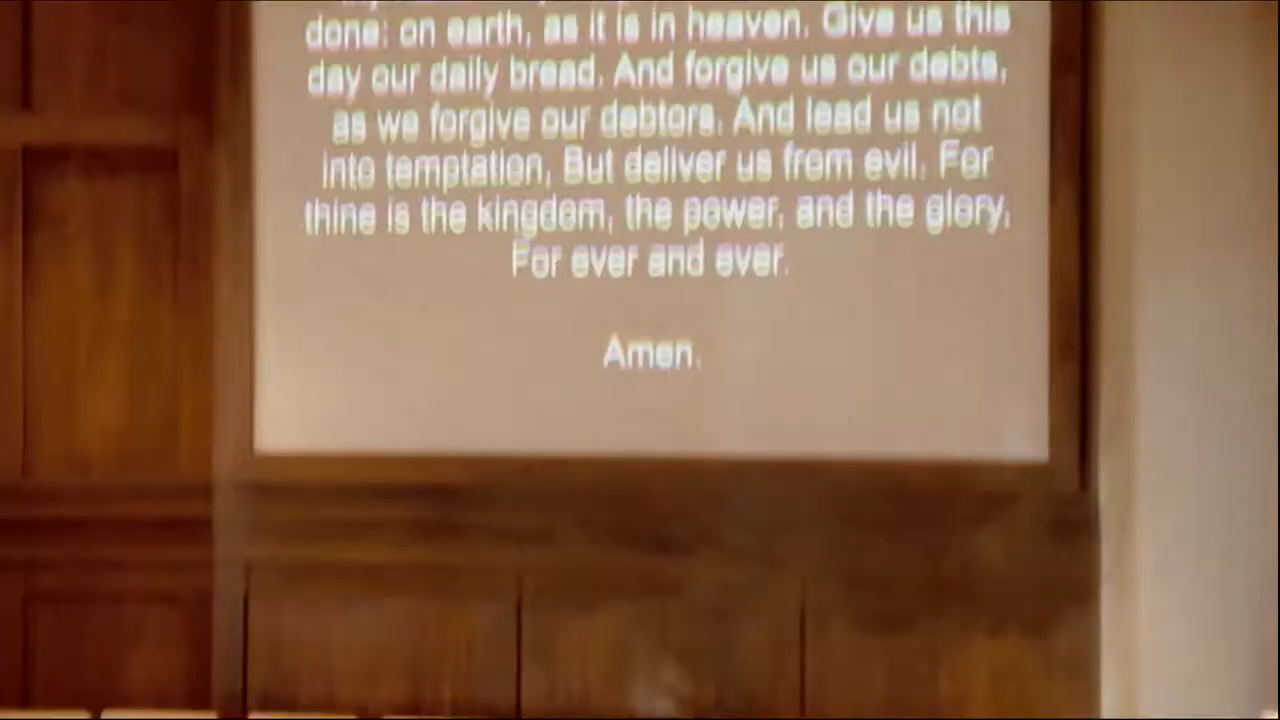 done: on earth, as it is in heaven. Give us this
day our daily bread. And forgive us our debts,
as we forgive our debtors. And lead us not
into temptation, But deliver us from evil. For
thine is the kingdom, the power, and the glory,
For ever and ever.
Amen.